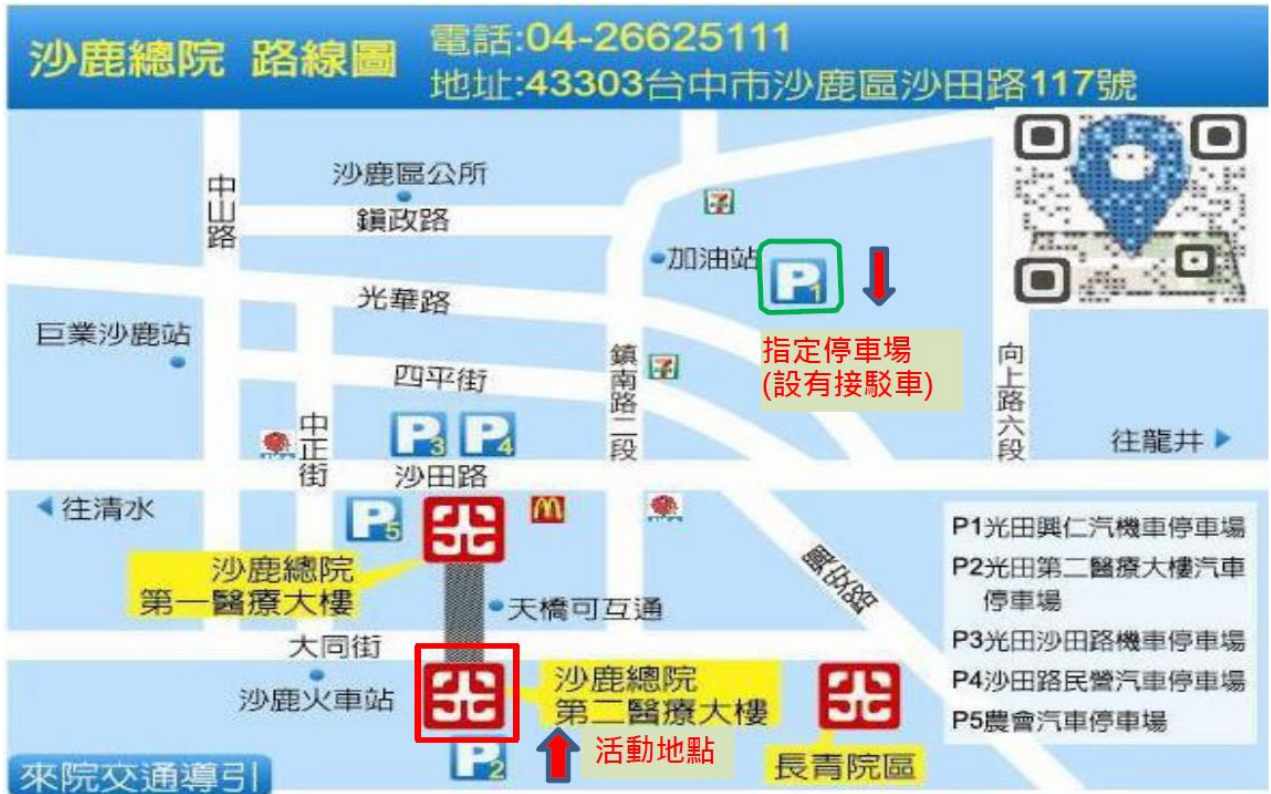 沙鹿總院 路線圖
電話:04-26625111
地址:43303台中市沙鹿區沙田路117號
中山路
沙鹿區公所
鎮政路
加油站
P1
光華路
巨業沙鹿站
指定停車場
(設有接駁車)
鎮南路二段
向上路六段
四平街
中正街
P3
P4
往龍井
沙田路
往清水
P5
沙鹿總院
第一醫療大樓
天橋可互通
大同街
沙鹿火車站
沙鹿總院
第二醫療大樓
P2
活動地點
長青院區
P1光田興仁汽機車停車場
P2光田第二醫療大樓汽車
停車場
P3光田沙田路機車停車場
P4沙田路民營汽車停車場
P5農會汽車停車場
來院交通導引